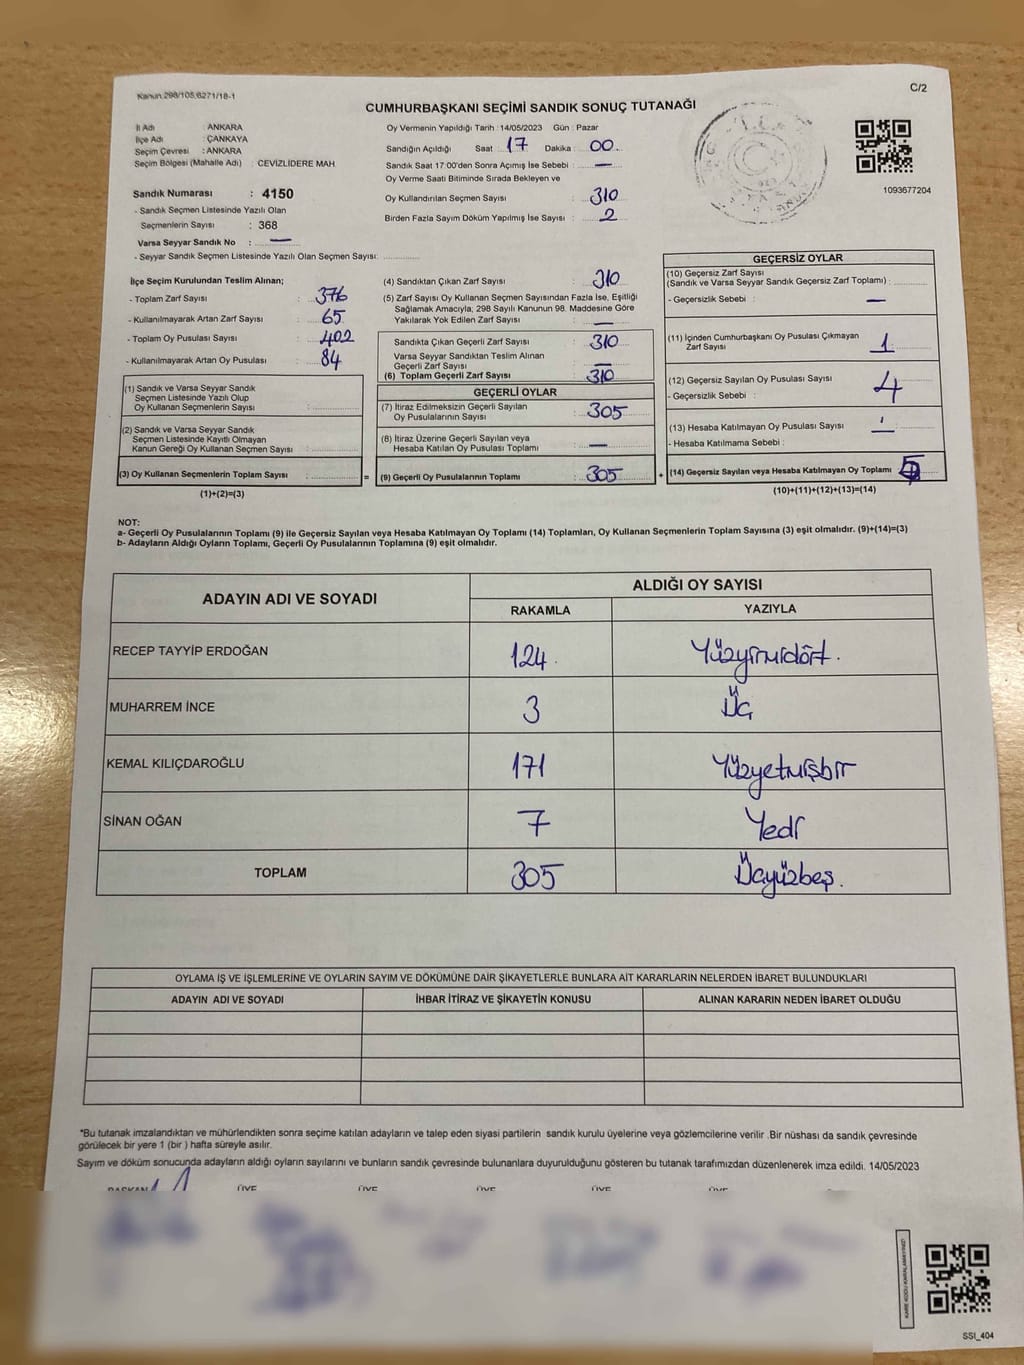 Kanun:298/105,6271/18-1
C/2
CUMHURBAŞKANI SEÇİMİ SANDIK SONUÇ TUTANAĞI
İl Adı : ANKARA
İlçe Adı : ÇANKAYA
Seçim Çevresi : ANKARA
Seçim Bölgesi (Mahalle Adı) : CEVİZLİDERE MAH
Sandık Numarası : 4150
- Sandık Seçmen Listesinde Yazılı Olan
Seçmenlerin Sayısı : 368
Varsa Seyyar Sandık No : —
- Seyyar Sandık Seçmen Listesinde Yazılı Olan Seçmen Sayısı:
Oy Vermenin Yapıldığı Tarih : 14/05/2023 Gün : Pazar
Sandığın Açıldığı Saat : 17 Dakika : 00
Sandık Saat 17:00'den Sonra Açımış İse Sebebi : —
Oy Verme Saati Bitiminde Sırada Bekleyen ve
Oy Kullandırılan Seçmen Sayısı : 310
Birden Fazla Sayım Döküm Yapılmış İse Sayısı : 2
1093677204
İlçe Seçim Kurulundan Teslim Alınan;
- Toplam Zarf Sayısı : 376
- Kullanılmayarak Artan Zarf Sayısı : 65
- Toplam Oy Pusulası Sayısı : 402
- Kullanılmayarak Artan Oy Pusulası : 84
(1) Sandık ve Varsa Seyyar Sandık
Seçmen Listesinde Yazılı Olup
Oy Kullanan Seçmenlerin Sayısı :
(2) Sandık ve Varsa Seyyar Sandık
Seçmen Listesinde Kayıtlı Olmayan
Kanun Gereği Oy Kullanan Seçmen Sayısı :
(3) Oy Kullanan Seçmenlerin Toplam Sayısı : =
(1)+(2)=(3)
(4) Sandıktan Çıkan Zarf Sayısı : 310
(5) Zarf Sayısı Oy Kullanan Seçmen Sayısından Fazla İse, Eşitliği
Sağlamak Amacıyla; 298 Sayılı Kanunun 98. Maddesine Göre
Yakılarak Yok Edilen Zarf Sayısı : —
Sandıkta Çıkan Geçerli Zarf Sayısı : 310
Varsa Seyyar Sandıktan Teslim Alınan
Geçerli Zarf Sayısı : —
(6) Toplam Geçerli Zarf Sayısı : 310
GEÇERLİ OYLAR
(7) İtiraz Edilmeksizin Geçerli Sayılan
Oy Pusulalarının Sayısı : 305
(8) İtiraz Üzerine Geçerli Sayılan veya
Hesaba Katılan Oy Pusulası Toplamı : —
(9) Geçerli Oy Pusulalarının Toplamı : 305 +
GEÇERSİZ OYLAR
(10) Geçersiz Zarf Sayısı
(Sandık ve Varsa Seyyar Sandık Geçersiz Zarf Toplamı) :
- Geçersizlik Sebebi : —
(11) İçinden Cumhurbaşkanı Oy Pusulası Çıkmayan
Zarf Sayısı : 1
(12) Geçersiz Sayılan Oy Pusulası Sayısı : 4
- Geçersizlik Sebebi :
(13) Hesaba Katılmayan Oy Pusulası Sayısı :
- Hesaba Katılmama Sebebi :
(14) Geçersiz Sayılan veya Hesaba Katılmayan Oy Toplamı : 5
(10)+(11)+(12)+(13)=(14)
NOT:
a- Geçerli Oy Pusulalarının Toplamı (9) ile Geçersiz Sayılan veya Hesaba Katılmayan Oy Toplamı (14) Toplamları, Oy Kullanan Seçmenlerin Toplam Sayısına (3) eşit olmalıdır. (9)+(14)=(3)
b- Adayların Aldığı Oyların Toplamı, Geçerli Oy Pusulalarının Toplamına (9) eşit olmalıdır.
ADAYIN ADI VE SOYADI
ALDIĞI OY SAYISI
RAKAMLA YAZIYLA
RECEP TAYYİP ERDOĞAN 124 Yüzyirmidört.
MUHARREM İNCE 3 Üç
KEMAL KILIÇDAROĞLU 171 Yüzyetmişbir
SİNAN OĞAN 7 Yedi
TOPLAM 305 Üçyüzbeş.
OYLAMA İŞ VE İŞLEMLERİNE VE OYLARIN SAYIM VE DÖKÜMÜNE DAİR ŞİKAYETLERLE BUNLARA AİT KARARLARIN NELERDEN İBARET BULUNDUKLARI
ADAYIN ADI VE SOYADI İHBAR İTİRAZ VE ŞİKAYETİN KONUSU ALINAN KARARIN NEDEN İBARET OLDUĞU
*Bu tutanak imzalandıktan ve mühürlendikten sonra seçime katılan adayların ve talep eden siyasi partilerin sandık kurulu üyelerine veya gözlemcilerine verilir .Bir nüshası da sandık çevresinde
görülecek bir yere 1 (bir ) hafta süreyle asılır.
Sayım ve döküm sonucunda adayların aldığı oyların sayılarını ve bunların sandık çevresinde bulunanlara duyurulduğunu gösteren bu tutanak tarafımızdan düzenlenerek imza edildi. 14/05/2023
BAŞKAN ÜYE ÜYE ÜYE ÜYE ÜYE
SSİ_404